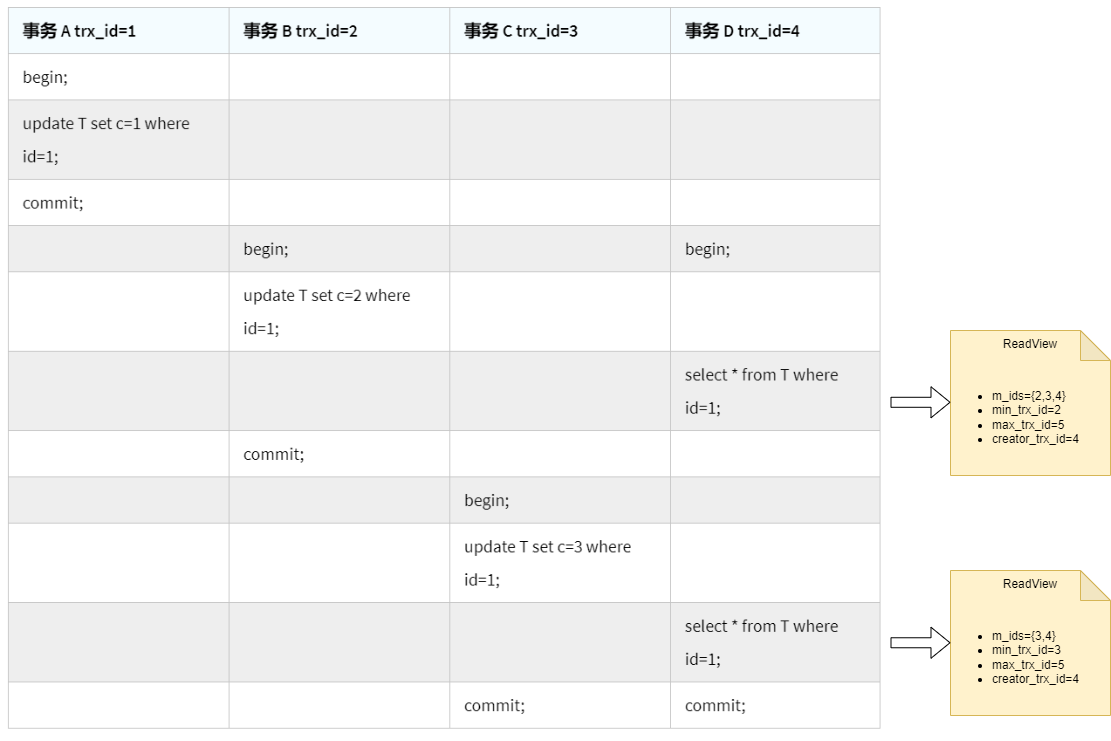 事务 A trx_id=1
事务 B trx_id=2
事务 C trx_id=3
事务 D trx_id=4
begin;
update T set c=1 where
id=1;
commit;
begin;
begin;
update T set c=2 where
id=1;
select * from T where
id=1;
ReadView
m_ids={2,3,4}
min_trx_id=2
max_trx_id=5
creator_trx_id=4
commit;
begin;
update T set c=3 where
id=1;
select * from T where
id=1;
ReadView
m_ids={3,4}
min_trx_id=3
max_trx_id=5
creator_trx_id=4
commit;
commit;